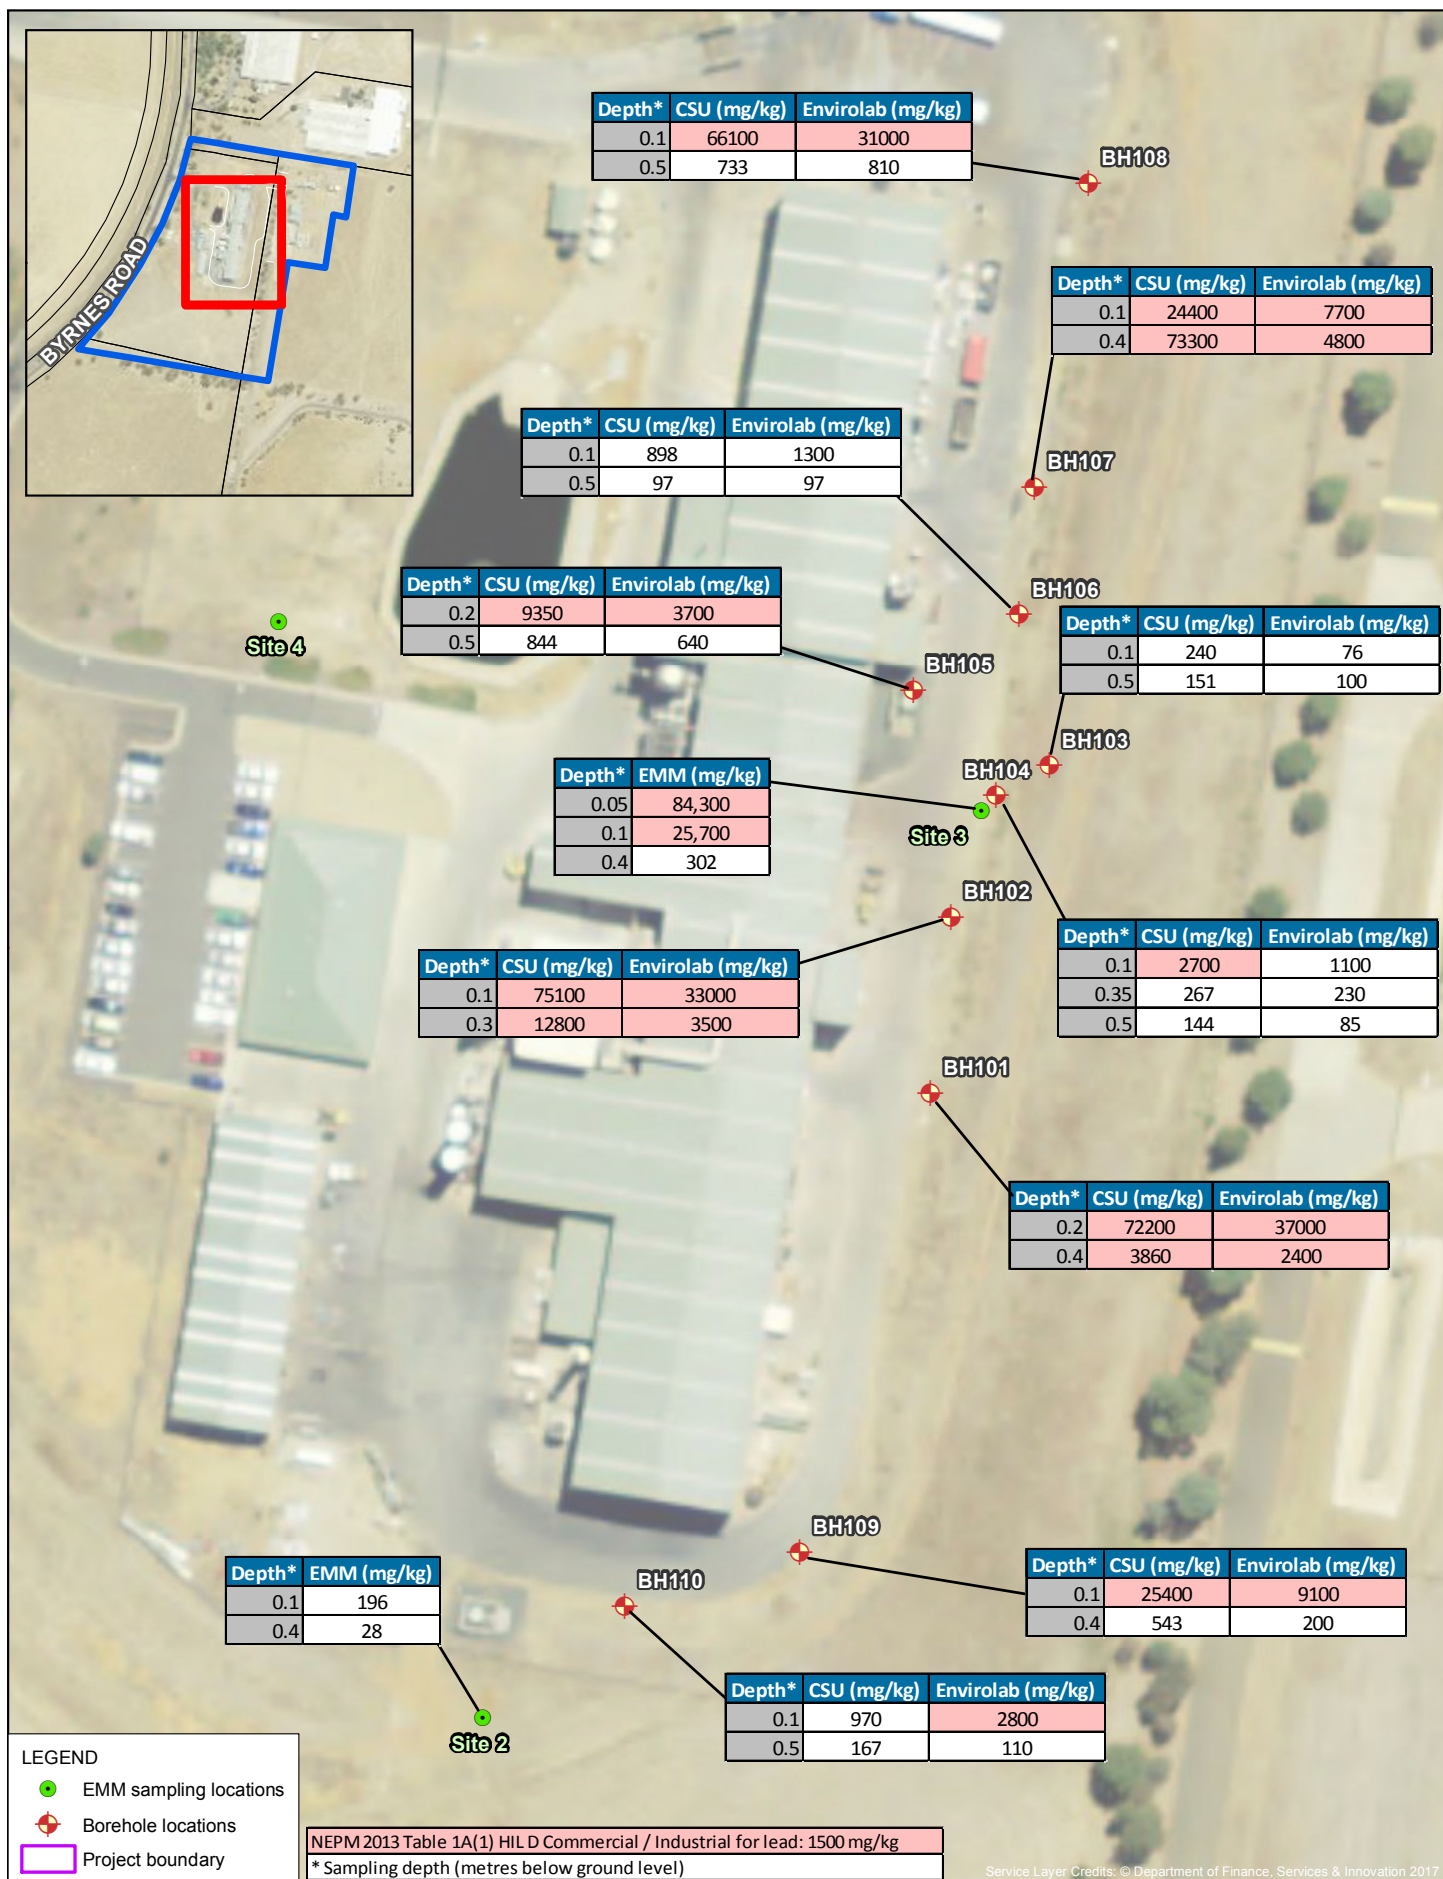 BYRNES ROAD
Depth* CSU (mg/kg) Envirolab (mg/kg)
0.1 66100 31000
0.5 733 810
BH108
Depth* CSU (mg/kg) Envirolab (mg/kg)
0.1 24400 7700
0.4 73300 4800
BH107
Depth* CSU (mg/kg) Envirolab (mg/kg)
0.1 898 1300
0.5 97 97
BH106
Depth* CSU (mg/kg) Envirolab (mg/kg)
0.2 9350 3700
0.5 844 640
BH105
Site 4
Depth* CSU (mg/kg) Envirolab (mg/kg)
0.1 240 76
0.5 151 100
BH103
BH104
Depth* EMM (mg/kg)
0.05 84,300
0.1 25,700
0.4 302
Site 3
BH102
Depth* CSU (mg/kg) Envirolab (mg/kg)
0.1 75100 33000
0.3 12800 3500
Depth* CSU (mg/kg) Envirolab (mg/kg)
0.1 2700 1100
0.35 267 230
0.5 144 85
BH101
Depth* CSU (mg/kg) Envirolab (mg/kg)
0.2 72200 37000
0.4 3860 2400
BH109
Depth* CSU (mg/kg) Envirolab (mg/kg)
0.1 25400 9100
0.4 543 200
BH110
Depth* EMM (mg/kg)
0.1 196
0.4 28
Site 2
Depth* CSU (mg/kg) Envirolab (mg/kg)
0.1 970 2800
0.5 167 110
LEGEND
EMM sampling locations
Borehole locations
Project boundary
NEPM 2013 Table 1A(1) HIL D Commercial / Industrial for lead: 1500 mg/kg
* Sampling depth (metres below ground level)
Service Layer Credits: © Department of Finance, Services & Innovation 2017